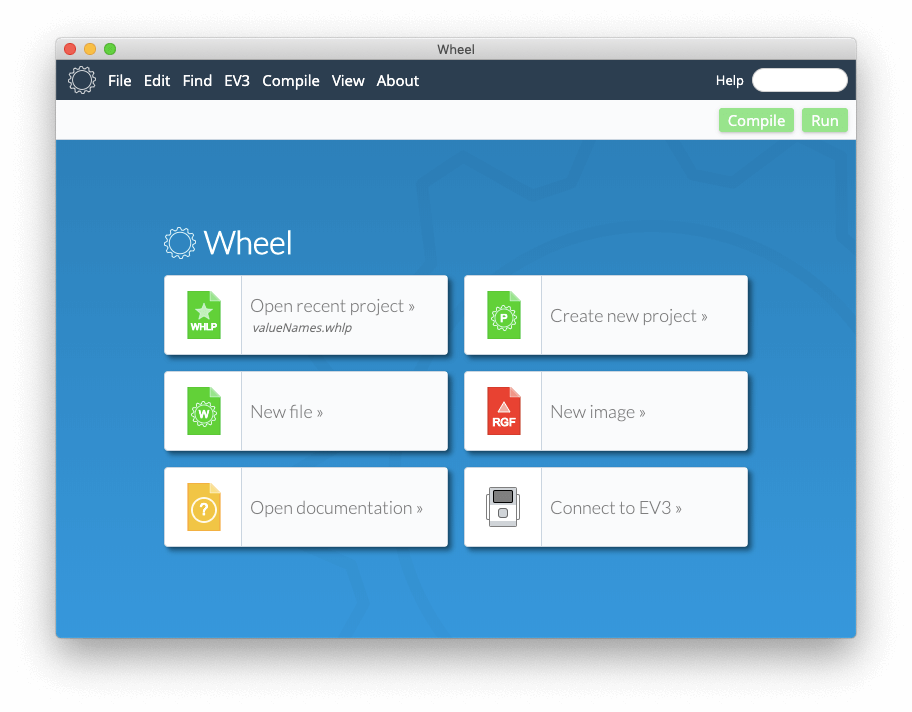 Wheel
File Edit Find EV3 Compile View About Help
Compile Run
Wheel
WHLP
Open recent project »
valueNames.whlp
P
Create new project »
W
New file »
RGF
New image »
?
Open documentation »
Connect to EV3 »